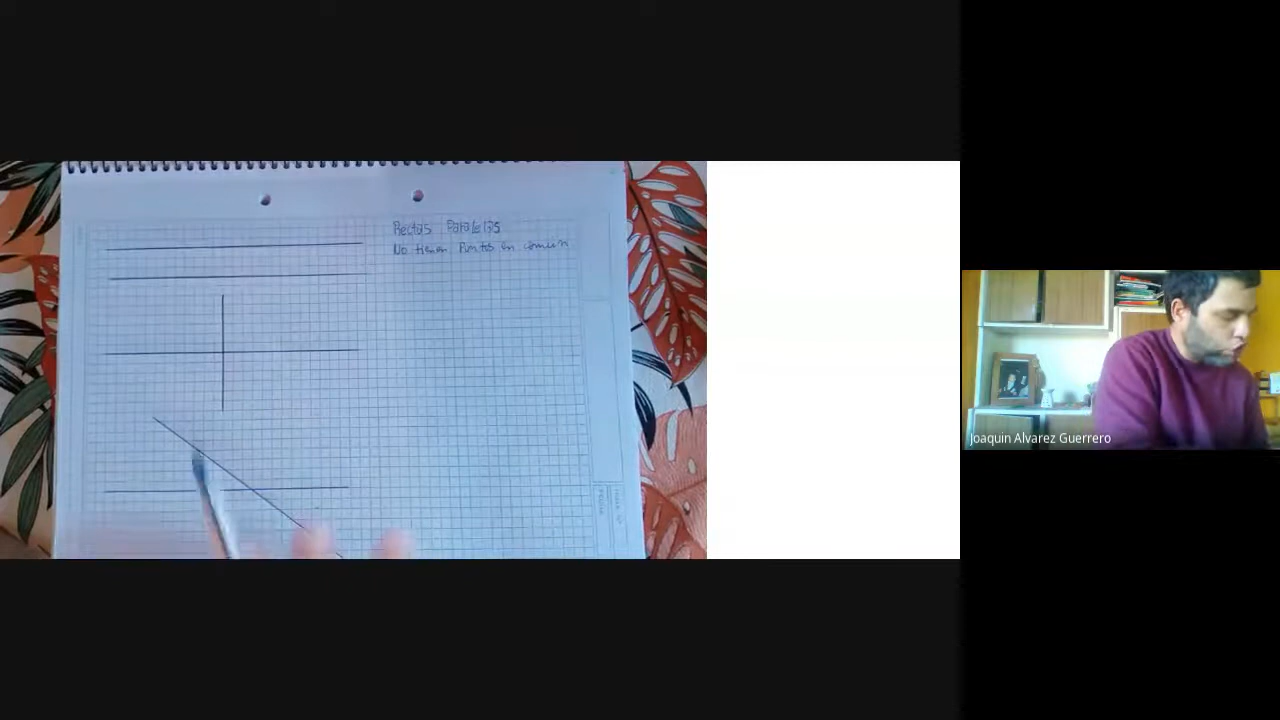 Rectas Paralelas
No tienen Puntos en común
Joaquin Alvarez Guerrero